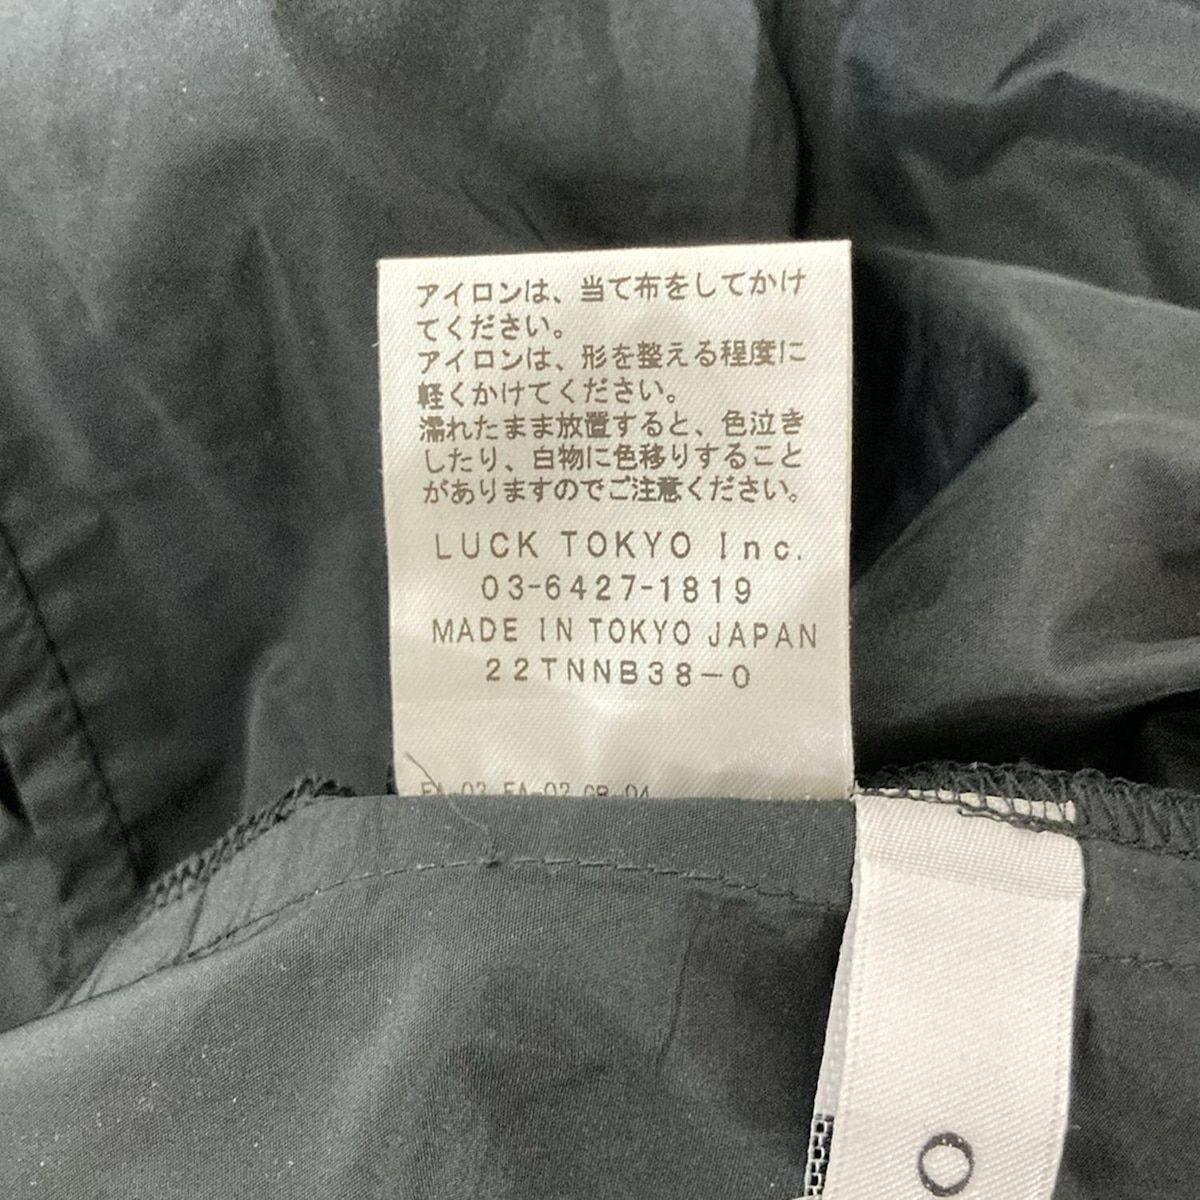 アイロンは、当て布をしてかけ
てください。
アイロンは、形を整える程度に
軽くかけてください。
濡れたまま放置すると、色泣き
したり、白物に色移りすること
がありますのでご注意ください。
LUCK TOKYO Inc.
03-6427-1819
MADE IN TOKYO JAPAN
22TNNB38-0
O